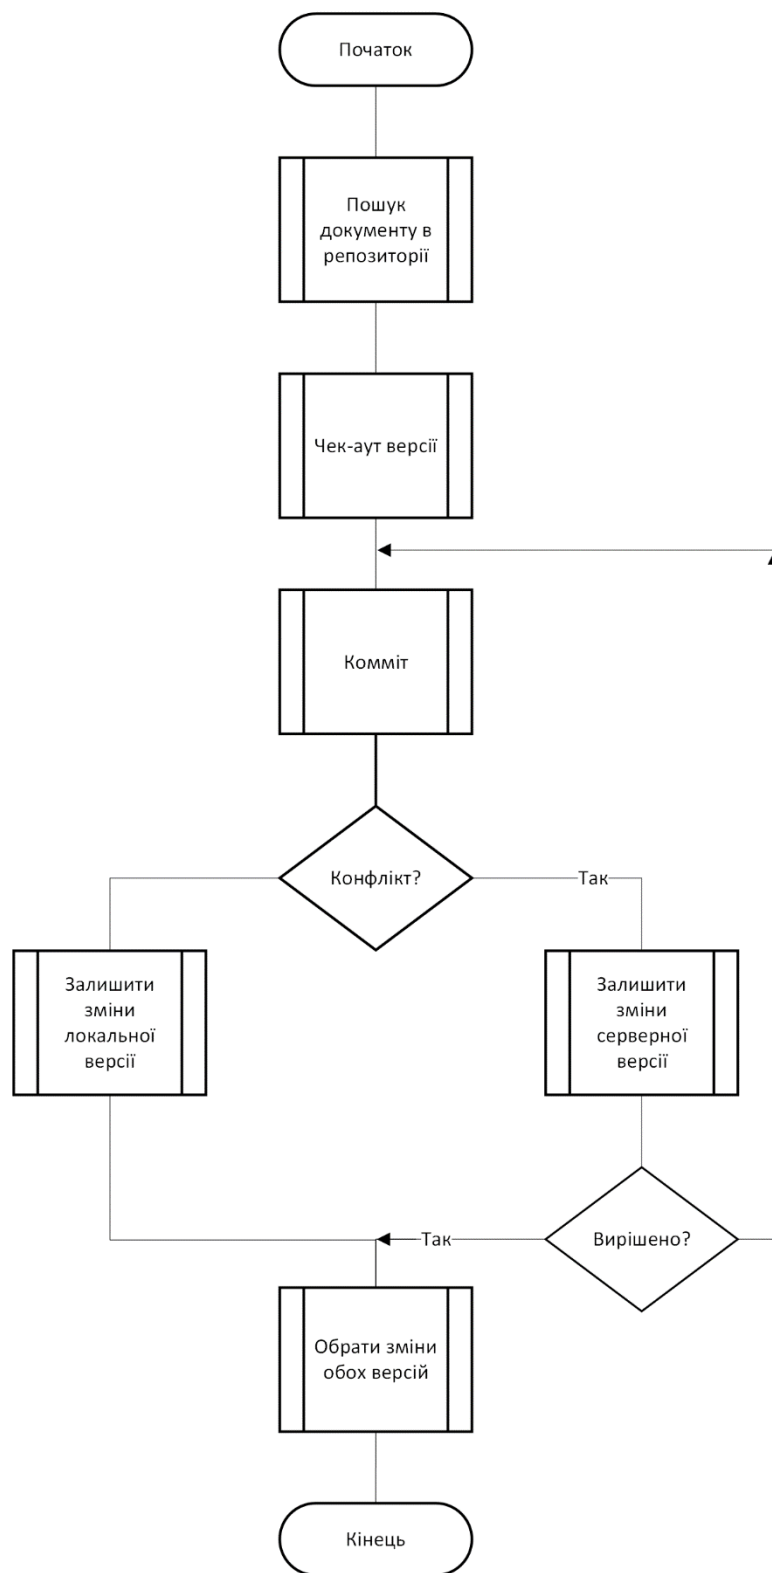 Початок
Пошук
документу в
репозиторії
Чек-аут версії
Комміт
Конфлікт?
Так
Залишити
зміни
локальної
версії
Залишити
зміни
серверної
версії
Так
Вирішено?
Обрати зміни
обох версій
Кінець